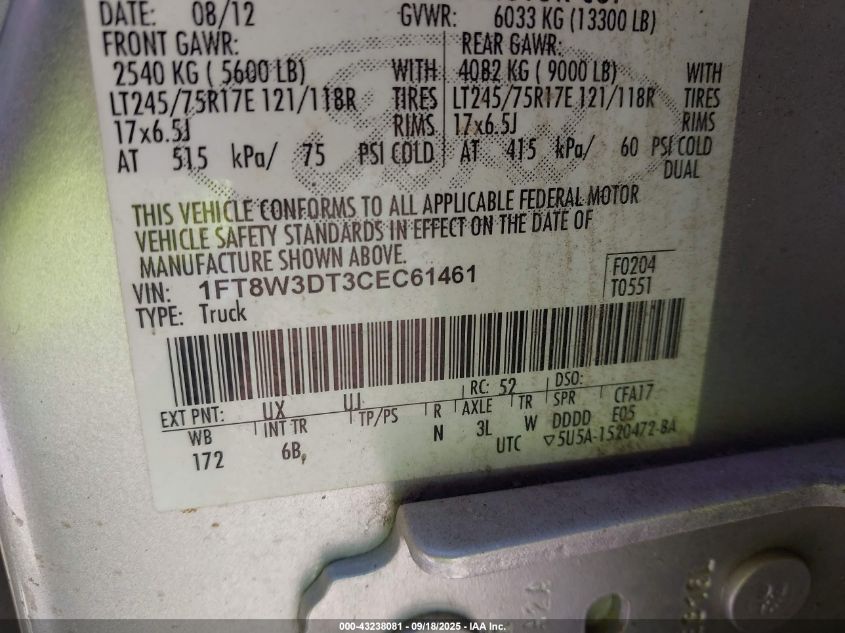 DATE: 08/12 GVWR: 6033 KG (13300 LB)
FRONT GAWR: REAR GAWR:
2540 KG ( 5600 LB) WITH 4082 KG ( 9000 LB) WITH
LT245/75R17E 121/118R TIRES LT245/75R17E 121/118R TIRES
17x6.5J RIMS 17x6.5J RIMS
AT 515 kPa/ 75 PSI COLD AT 415 kPa/ 60 PSI COLD
DUAL
THIS VEHICLE CONFORMS TO ALL APPLICABLE FEDERAL MOTOR
VEHICLE SAFETY STANDARDS IN EFFECT ON THE DATE OF
MANUFACTURE SHOWN ABOVE.
VIN: 1FT8W3DT3CEC61461 F0204
TYPE: Truck T0551
EXT PNT: UX UJ RC: 52 DSO:
WB INT TR TP/PS R AXLE TR SPR CFA17
172 6B, N 3L W DDDD E05
UTC ▽5U5A-1520472-BA
000-43238081 - 09/18/2025 - IAA Inc.